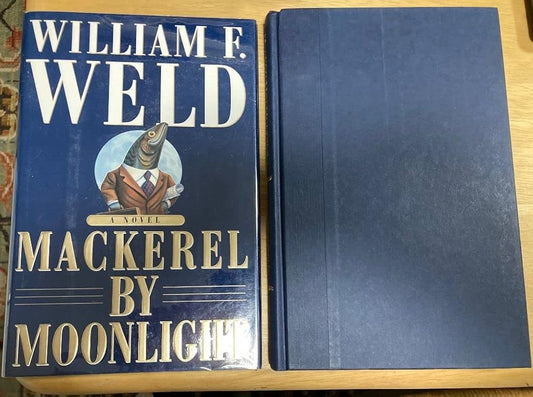 WILLIAM F.
WELD
A NOVEL
MACKEREL
BY
MOONLIGHT